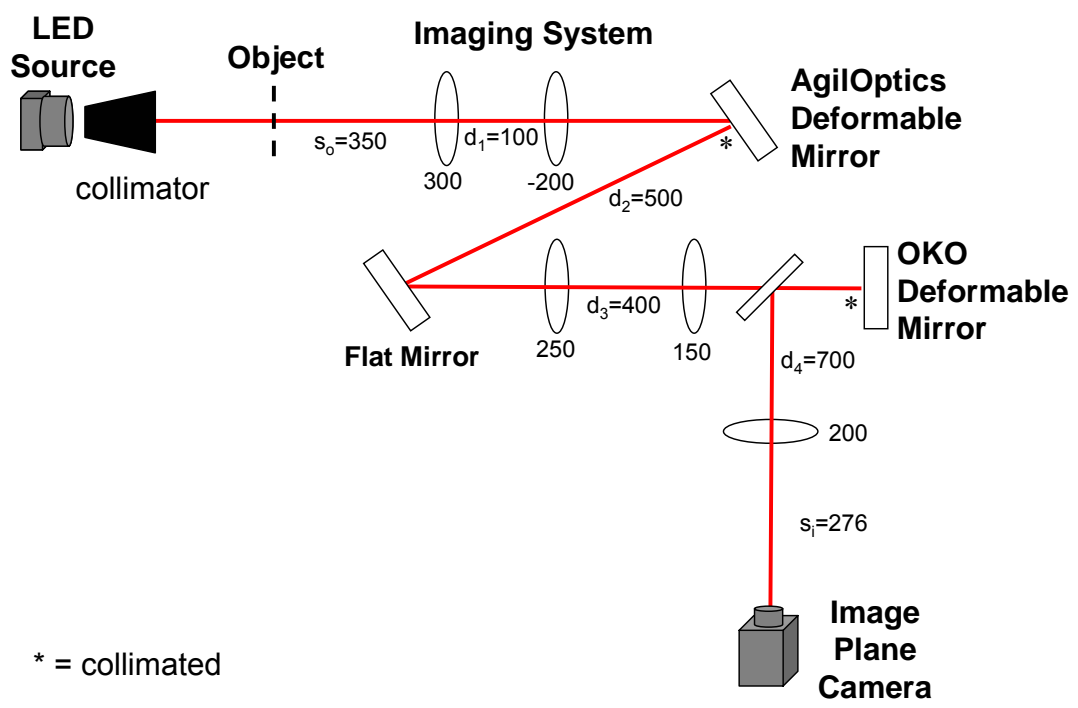 LED
Source
Object
Imaging System
AgilOptics
Deformable
Mirror
*
sₒ=350
d₁=100
300
-200
collimator
d₂=500
OKO
Deformable
Mirror
*
d₃=400
250
150
Flat Mirror
d₄=700
200
sᵢ=276
Image
Plane
Camera
* = collimated